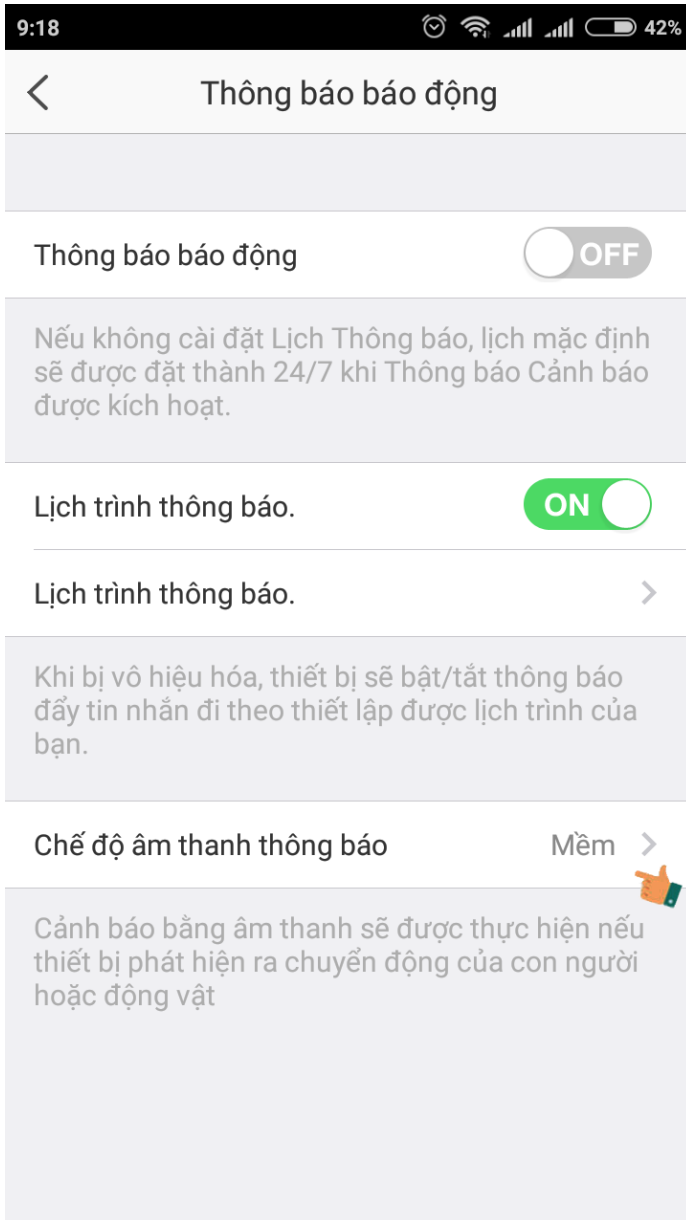 9:18 42%
Thông báo báo động
Thông báo báo động OFF
Nếu không cài đặt Lịch Thông báo, lịch mặc định
sẽ được đặt thành 24/7 khi Thông báo Cảnh báo
được kích hoạt.
Lịch trình thông báo. ON
Lịch trình thông báo.
Khi bị vô hiệu hóa, thiết bị sẽ bật/tắt thông báo
đẩy tin nhắn đi theo thiết lập được lịch trình của
bạn.
Chế độ âm thanh thông báo Mềm
Cảnh báo bằng âm thanh sẽ được thực hiện nếu
thiết bị phát hiện ra chuyển động của con người
hoặc động vật